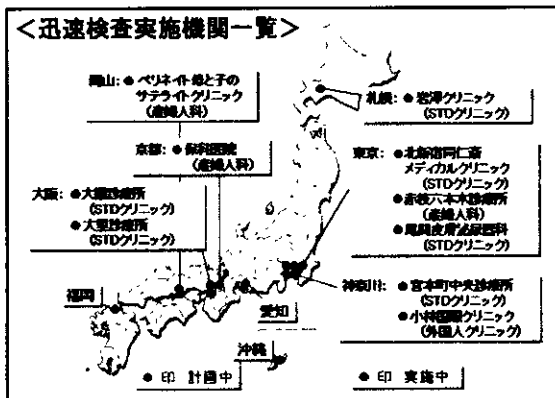 ＜迅速検査実施機関一覧＞
岡山：●ペリネイト母と子の
サテライトクリニック
(産婦人科)
京都：●保科医院
(産婦人科)
大阪：●大國診療所
(STDクリニック)
●大里診療所
(STDクリニック)
札幌：●岩澤クリニック
(STDクリニック)
東京：●北新宿同仁斎
メディカルクリニック
(STDクリニック)
●赤枝六本木診療所
(産婦人科)
●尾関皮膚泌尿器科
(STDクリニック)
神奈川：●宮本町中央診療所
(STDクリニック)
●小林国際クリニック
(外国人クリニック)
福岡
愛知
沖縄
●印 計画中
●印 実施中